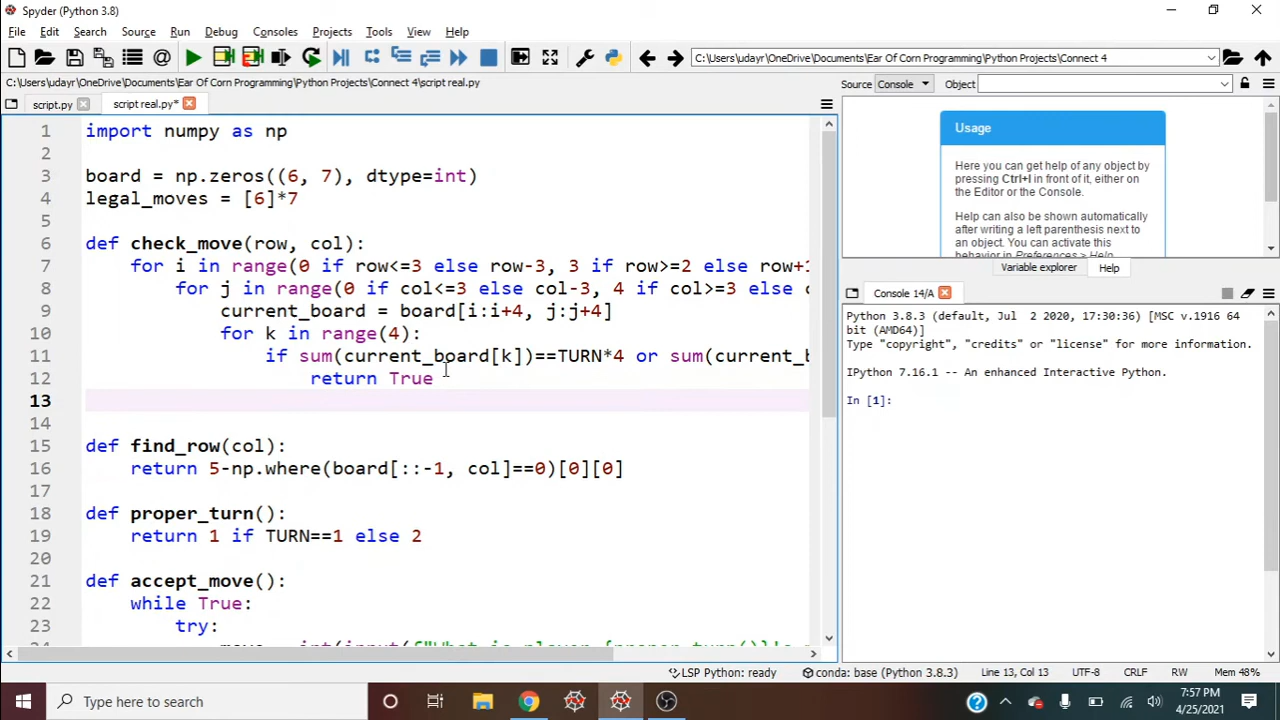 Spyder (Python 3.8)
File Edit Search Source Run Debug Consoles Projects Tools View Help
C:\Users\udayr\OneDrive\Documents\Ear Of Corn Programming\Python Projects\Connect 4
C:\Users\udayr\OneDrive\Documents\Ear Of Corn Programming\Python Projects\Connect 4\script real.py
Source Console Object
script.py script real.py*
1 import numpy as np
2
3 board = np.zeros((6, 7), dtype=int)
4 legal_moves = [6]*7
5
6 def check_move(row, col):
7 for i in range(0 if row<=3 else row-3, 3 if row>=2 else row+1
8 for j in range(0 if col<=3 else col-3, 4 if col>=3 else c
9 current_board = board[i:i+4, j:j+4]
10 for k in range(4):
11 if sum(current_board[k])==TURN*4 or sum(current_b
12 return True
13
14
15 def find_row(col):
16 return 5-np.where(board[::-1, col]==0)[0][0]
17
18 def proper_turn():
19 return 1 if TURN==1 else 2
20
21 def accept_move():
22 while True:
23 try:
Usage
Here you can get help of any object by
pressing Ctrl+I in front of it, either on
the Editor or the Console.
Help can also be shown automatically
after writing a left parenthesis next to
an object. You can activate this
behavior in Preferences > Help.
Variable explorer Help
Console 14/A
Python 3.8.3 (default, Jul 2 2020, 17:30:36) [MSC v.1916 64
bit (AMD64)]
Type "copyright", "credits" or "license" for more information.
IPython 7.16.1 -- An enhanced Interactive Python.
In [1]:
LSP Python: ready conda: base (Python 3.8.3) Line 13, Col 13 UTF-8 CRLF RW Mem 48%
Type here to search
7:57 PM
4/25/2021